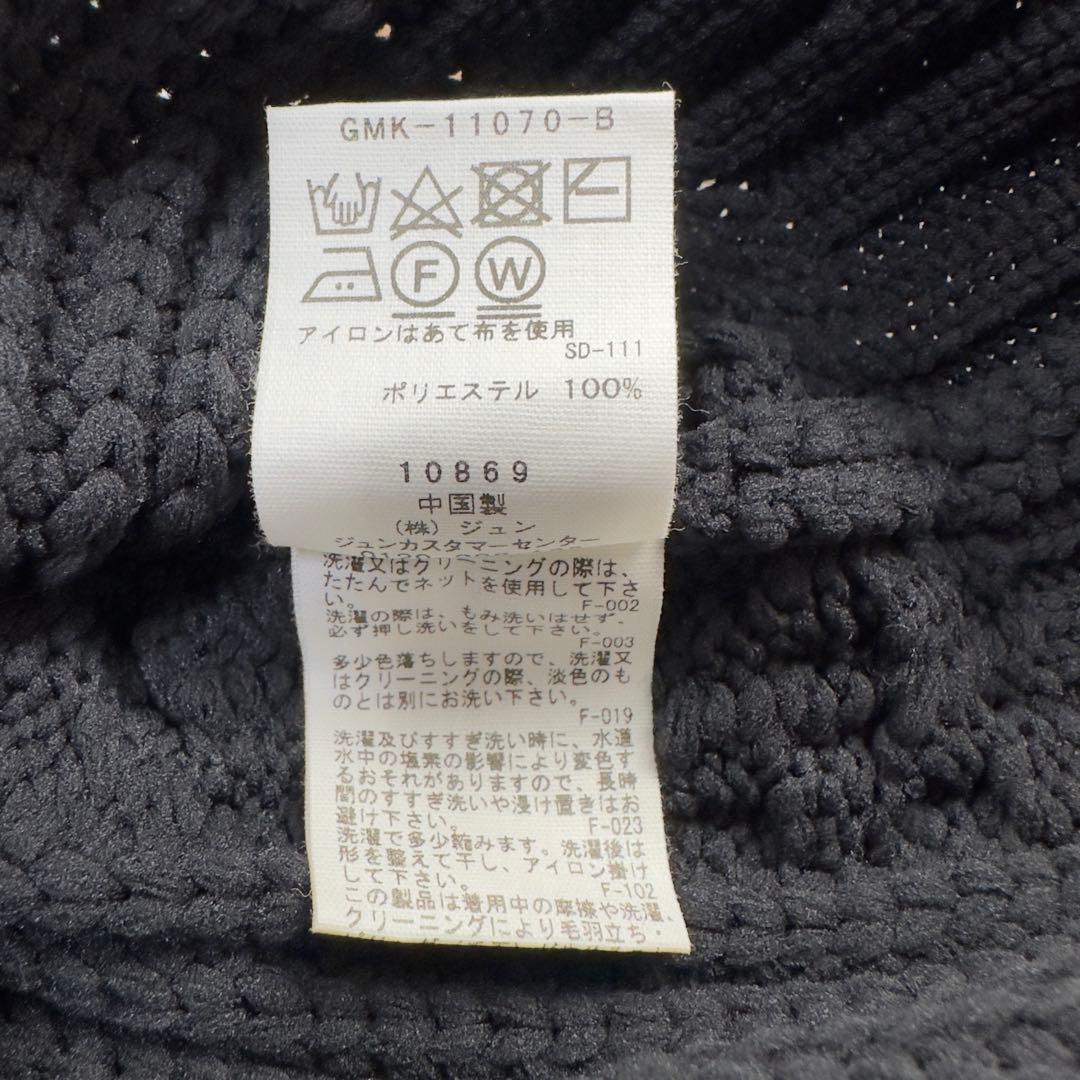 GMK-11070-B
F W
アイロンはあて布を使用
SD-111
ポリエステル 100%
10869
中国製
(株) ジュン
ジュンカスタマーセンター
洗濯又はクリーニングの際は、
たたんでネットを使用して下さ
い。
F-002
洗濯の際は、もみ洗いはせず、
必ず押し洗いをして下さい。
F-003
多少色落ちしますので、洗濯又
はクリーニングの際、淡色のも
のとは別にお洗い下さい。
F-019
洗濯及びすすぎ洗い時に、水道
水中の塩素の影響により変色す
るおそれがありますので、長時
間のすすぎ洗いや浸け置きはお
避け下さい。
F-023
洗濯で多少縮みます。洗濯後は
形を整えて干し、アイロン掛け
して下さい。
F-102
この製品は着用中の摩擦や洗濯、
クリーニングにより毛羽立ち・